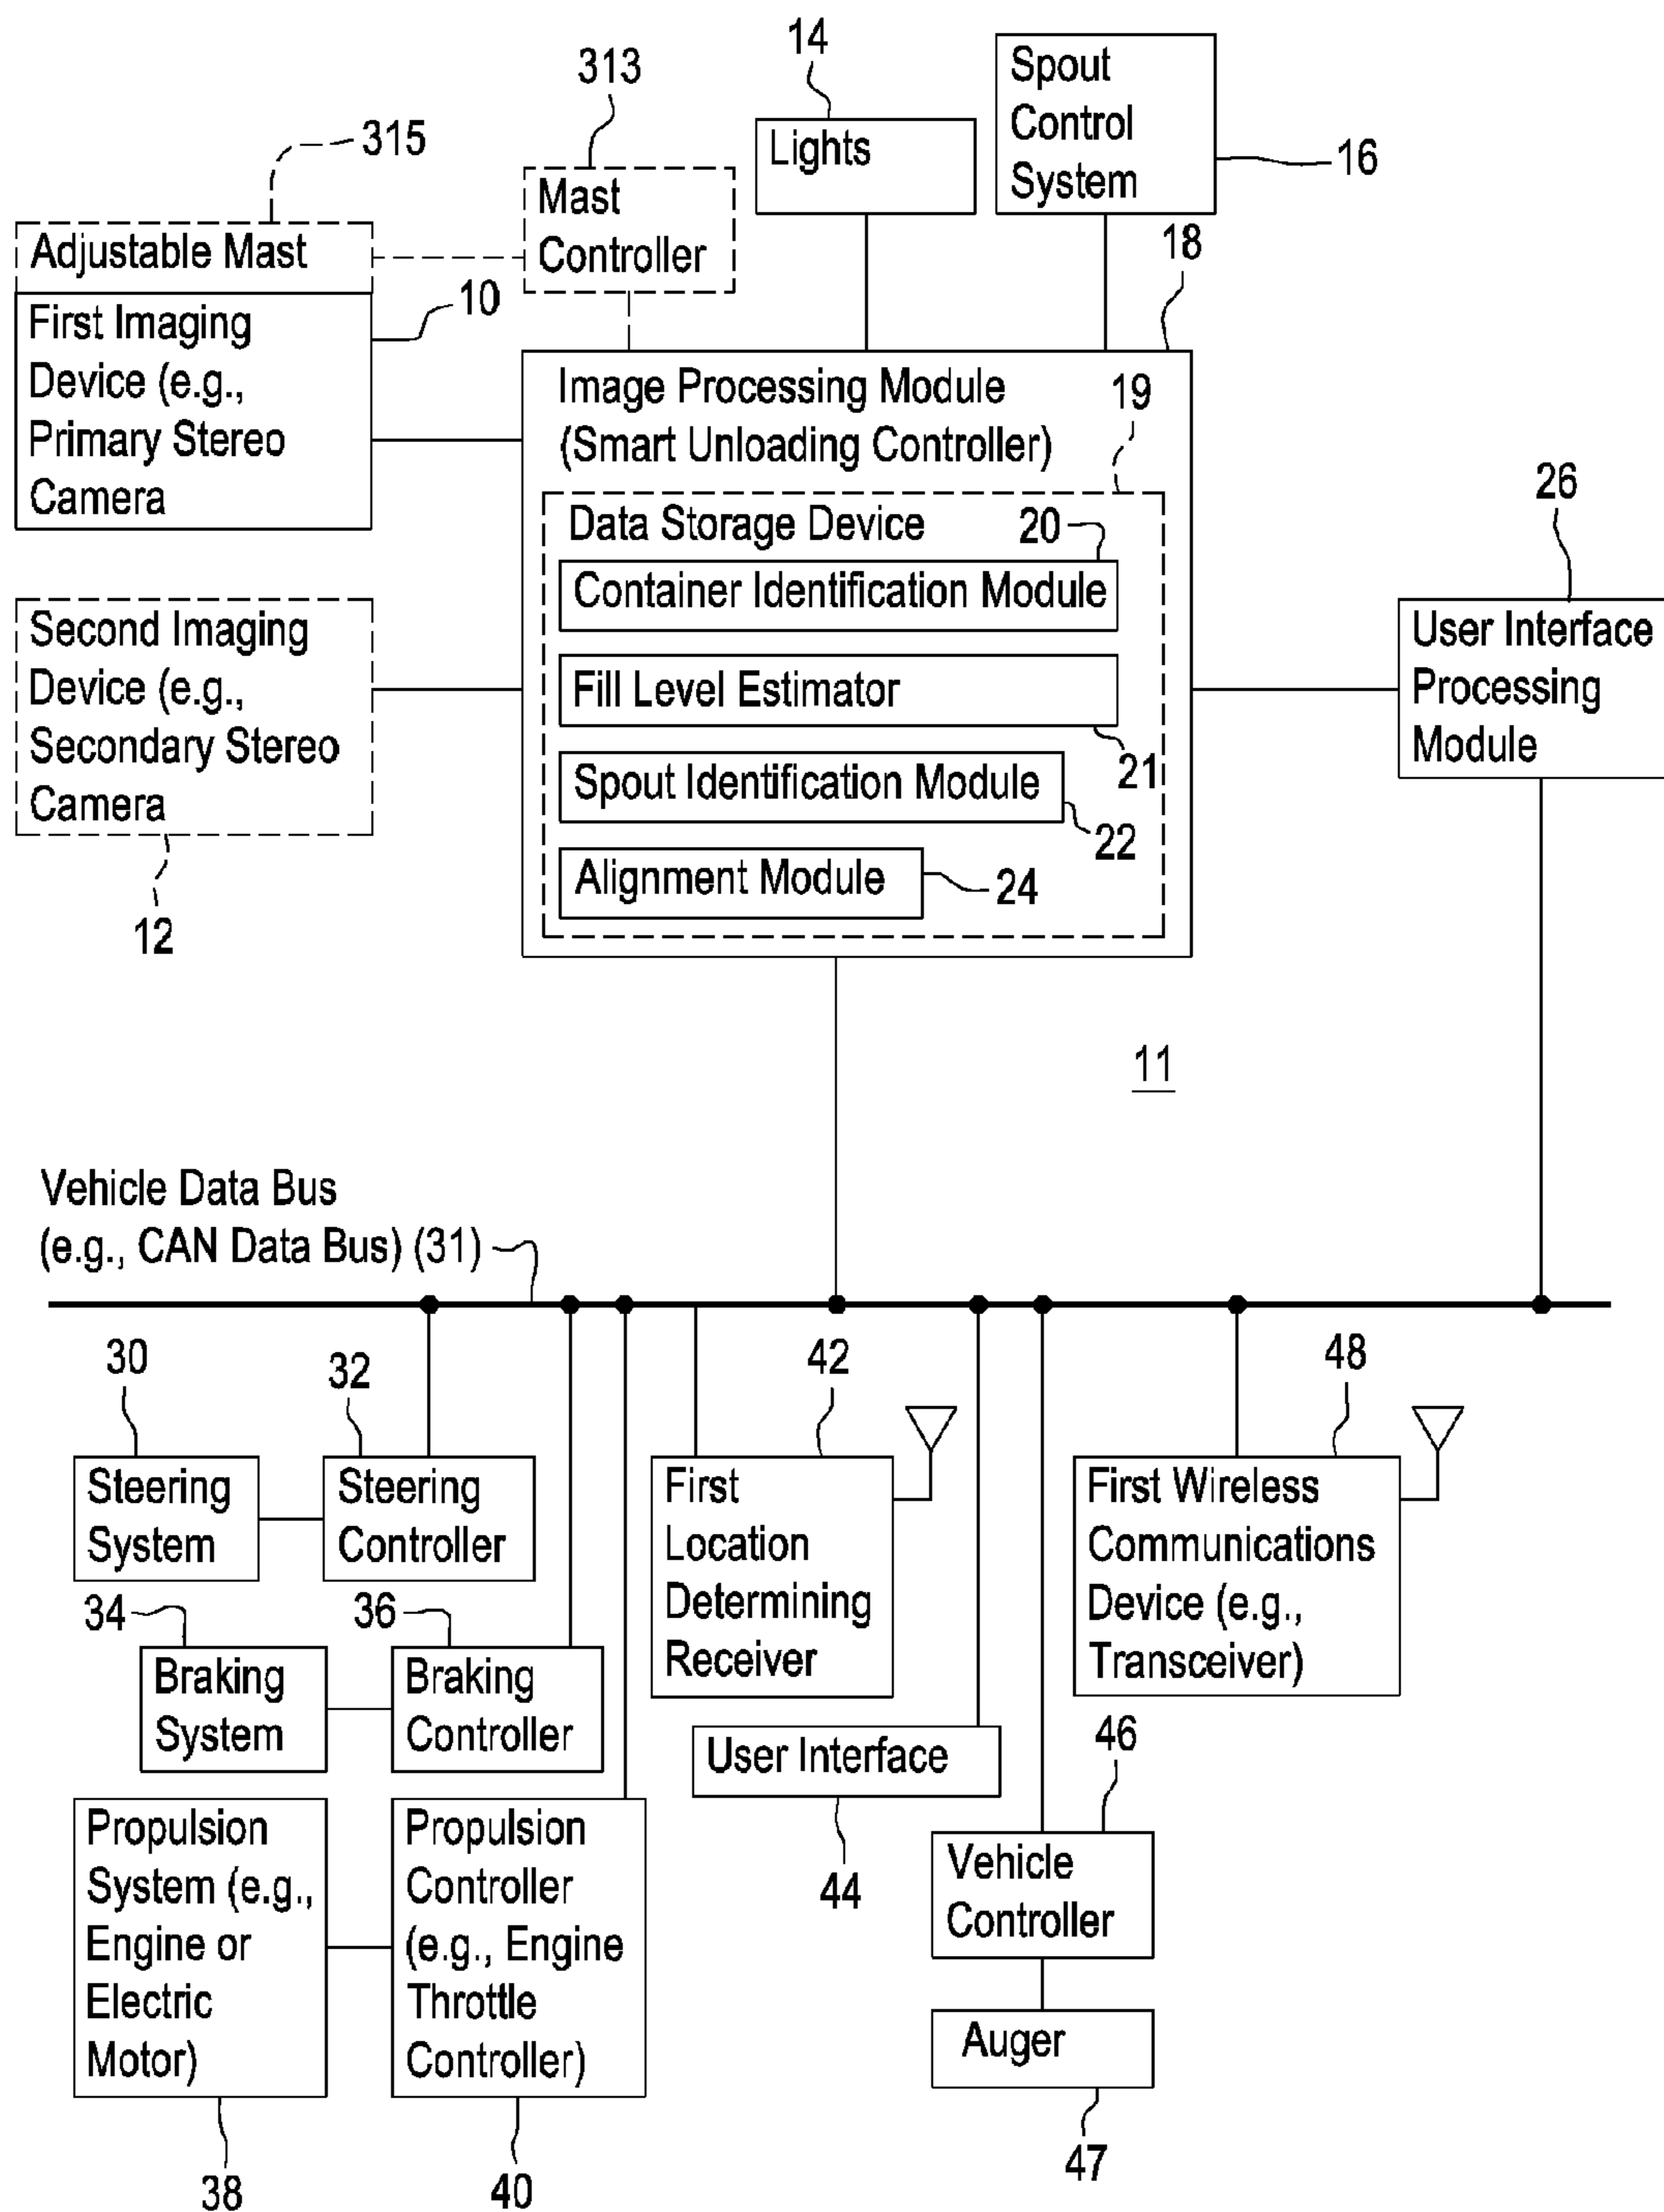 14
Spout
Control
System
16
313
315
Lights
Mast
Controller
18
Adjustable Mast
10
First Imaging
Device (e.g.,
Primary Stereo
Camera
Image Processing Module
(Smart Unloading Controller)
19
Data Storage Device
20
Container Identification Module
Fill Level Estimator
21
Spout Identification Module
22
Alignment Module
24
26
User Interface
Processing
Module
Second Imaging
Device (e.g.,
Secondary Stereo
Camera
12
11
Vehicle Data Bus
(e.g., CAN Data Bus) (31)
30
32
42
48
Steering
System
Steering
Controller
First
Location
Determining
Receiver
First Wireless
Communications
Device (e.g.,
Transceiver)
34
36
Braking
System
Braking
Controller
User Interface
44
46
Propulsion
System (e.g.,
Engine or
Electric
Motor)
Propulsion
Controller
(e.g., Engine
Throttle
Controller)
Vehicle
Controller
Auger
47
38
40